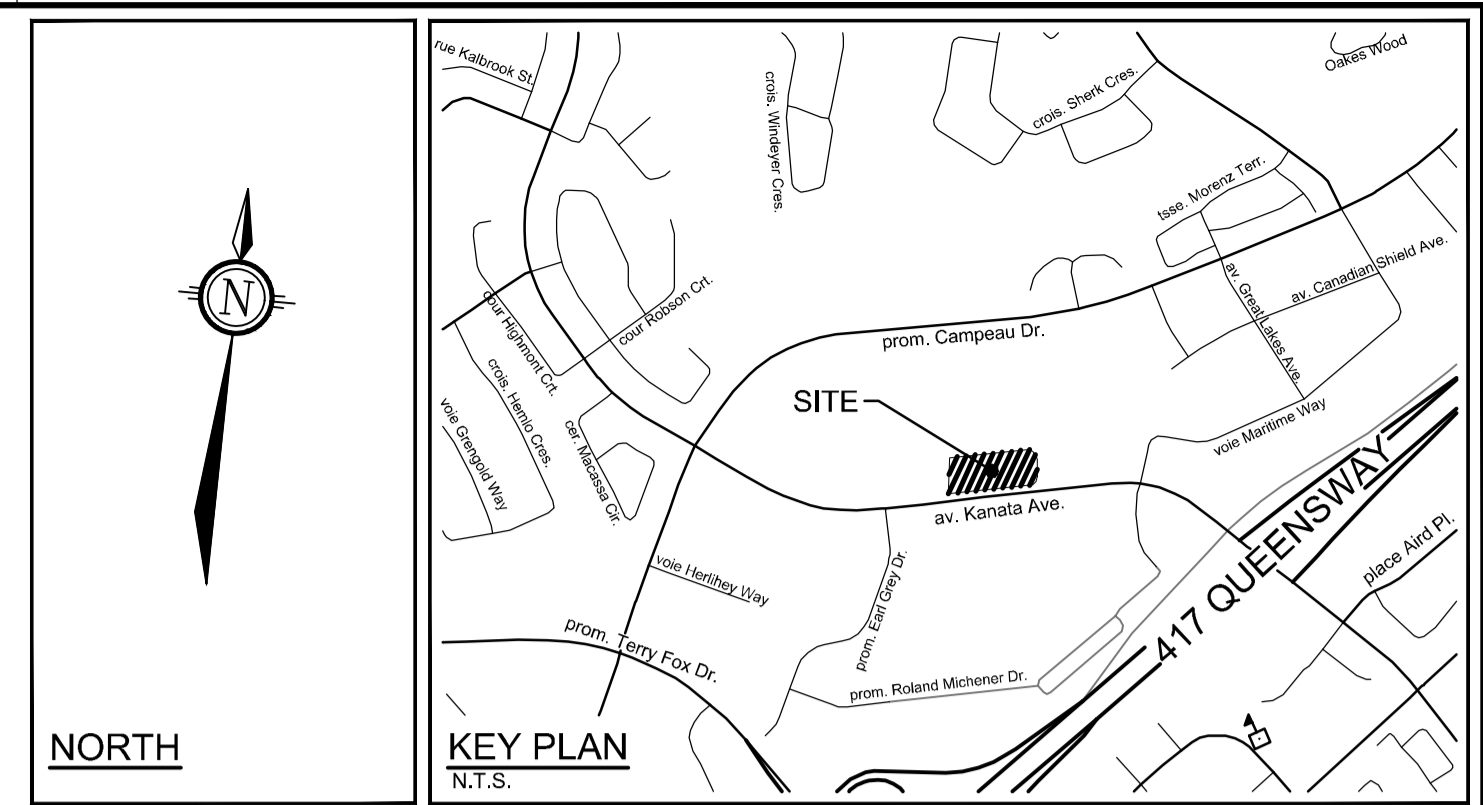 N
NORTH
rue Kalbrook St.
crois. Windeyer Cres.
crois. Sherk Cres.
Oakes Wood
tsse. Morenz Terr.
av. Canadian Shield Ave.
av. Great Lakes Ave.
cour Robson Crt.
cour Highmont Crt.
crois. Hemlo Cres.
voie Grengold Way
cer. Macassa Cir.
prom. Campeau Dr.
SITE
voie Maritime Way
av. Kanata Ave.
417 QUEENSWAY
place Aird Pl.
voie Herlihey Way
prom. Earl Grey Dr.
prom. Terry Fox Dr.
prom. Roland Michener Dr.
KEY PLAN
N.T.S.